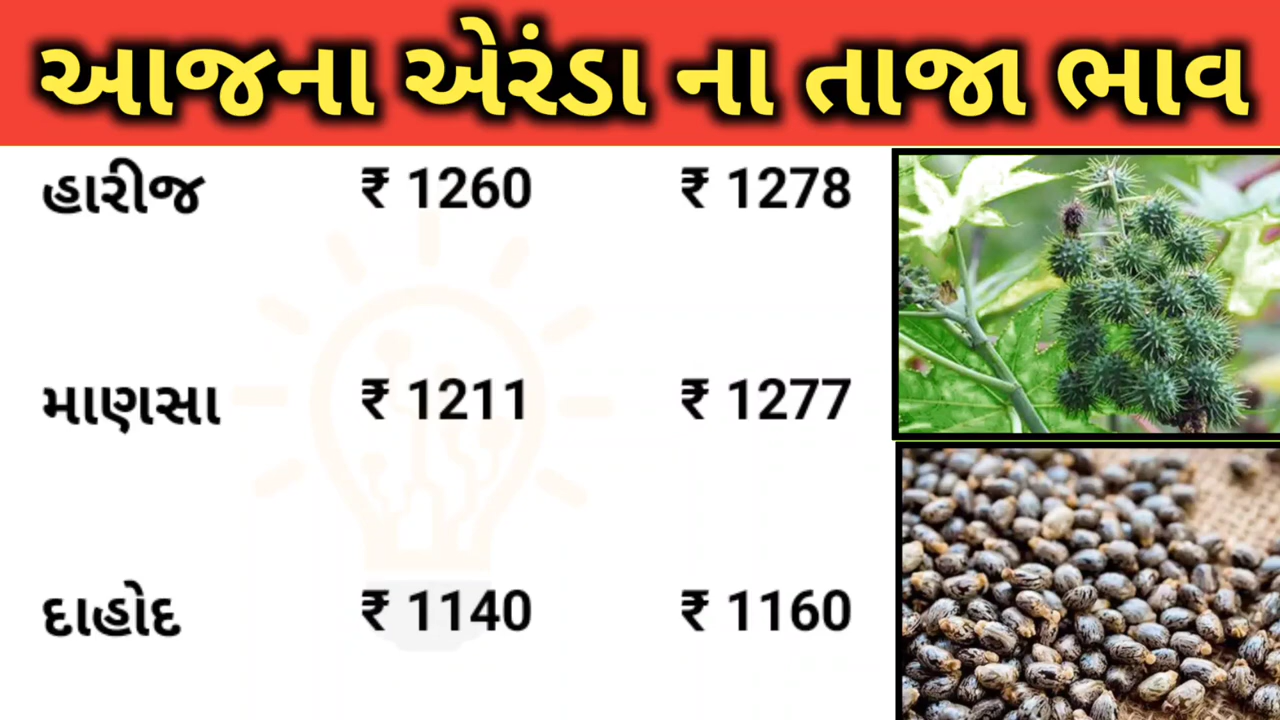 આજના એરંડા ના તાજા ભાવ
હારીજ ₹ 1260 ₹ 1278
માણસા ₹ 1211 ₹ 1277
દાહોદ ₹ 1140 ₹ 1160